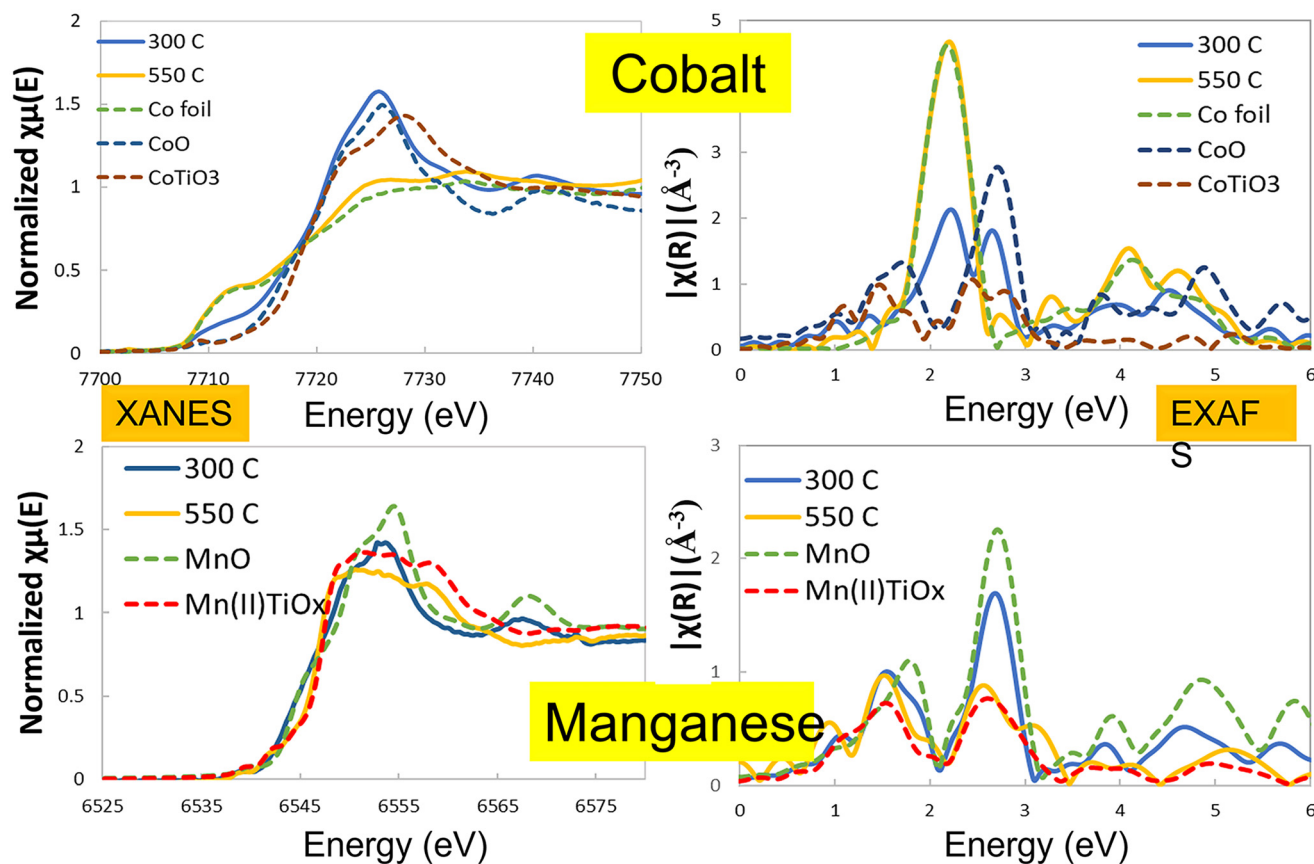 Cobalt
Normalized χμ(E)
2
1.5
1
0.5
0
300 C
550 C
Co foil
CoO
CoTiO3
7700 7710 7720 7730 7740 7750
Energy (eV)
|χ(R)|(Å⁻³)
5
3
2
1
0
300 C
550 C
Co foil
CoO
CoTiO3
0 1 2 3 4 5 6
Energy (eV)
XANES
EXAF
S
Normalized χμ(E)
2
1.5
1
0.5
0
300 C
550 C
MnO
Mn(II)TiOx
6525 6535 6545 6555 6565 6575
Energy (eV)
Manganese
|χ(R)|(Å⁻³)
3
2
1
0
300 C
550 C
MnO
Mn(II)TiOx
0 1 2 3 4 5 6
Energy (eV)